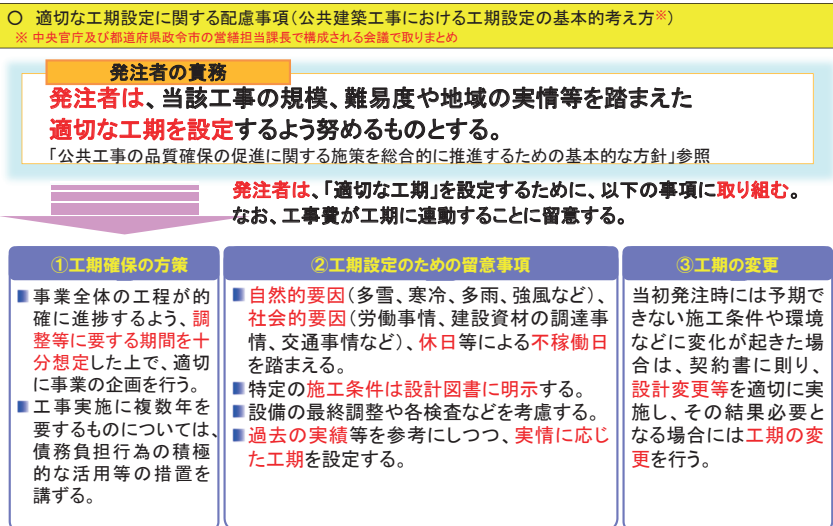 ○ 適切な工期設定に関する配慮事項（公共建築工事における工期設定の基本的考え方※）
※ 中央官庁及び都道府県政令市の営繕担当課長で構成される会議で取りまとめ
発注者の責務
発注者は、当該工事の規模、難易度や地域の実情等を踏まえた
適切な工期を設定するよう努めるものとする。
「公共工事の品質確保の促進に関する施策を総合的に推進するための基本的な方針」参照
発注者は、「適切な工期」を設定するために、以下の事項に取り組む。
なお、工事費が工期に連動することに留意する。
①工期確保の方策
■事業全体の工程が的
確に進捗するよう、調
整等に要する期間を十
分想定した上で、適切
に事業の企画を行う。
■工事実施に複数年を
要するものについては、
債務負担行為の積極
的な活用等の措置を
講ずる。
②工期設定のための留意事項
■自然的要因（多雪、寒冷、多雨、強風など）、
社会的要因（労働事情、建設資材の調達事
情、交通事情など）、休日等による不稼働日
を踏まえる。
■特定の施工条件は設計図書に明示する。
■設備の最終調整や各検査などを考慮する。
■過去の実績等を参考にしつつ、実情に応じ
た工期を設定する。
③工期の変更
当初発注時には予期で
きない施工条件や環境
などに変化が起きた場
合は、契約書に則り、
設計変更等を適切に実
施し、その結果必要と
なる場合には工期の変
更を行う。